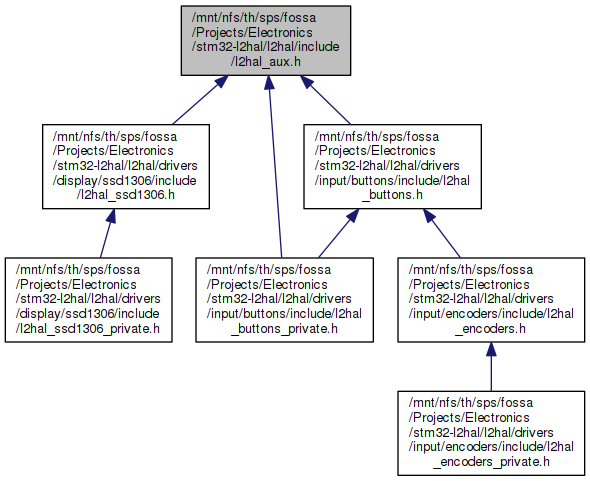 /mnt/nfs/th/sps/fossa
/Projects/Electronics
/stm32-l2hal/l2hal/include
/l2hal_aux.h
/mnt/nfs/th/sps/fossa
/Projects/Electronics
/stm32-l2hal/l2hal/drivers
/display/ssd1306/include
/l2hal_ssd1306.h
/mnt/nfs/th/sps/fossa
/Projects/Electronics
/stm32-l2hal/l2hal/drivers
/input/buttons/include/l2hal
_buttons.h
/mnt/nfs/th/sps/fossa
/Projects/Electronics
/stm32-l2hal/l2hal/drivers
/display/ssd1306/include
/l2hal_ssd1306_private.h
/mnt/nfs/th/sps/fossa
/Projects/Electronics
/stm32-l2hal/l2hal/drivers
/input/buttons/include/l2hal
_buttons_private.h
/mnt/nfs/th/sps/fossa
/Projects/Electronics
/stm32-l2hal/l2hal/drivers
/input/encoders/include/l2hal
_encoders.h
/mnt/nfs/th/sps/fossa
/Projects/Electronics
/stm32-l2hal/l2hal/drivers
/input/encoders/include/l2hal
_encoders_private.h